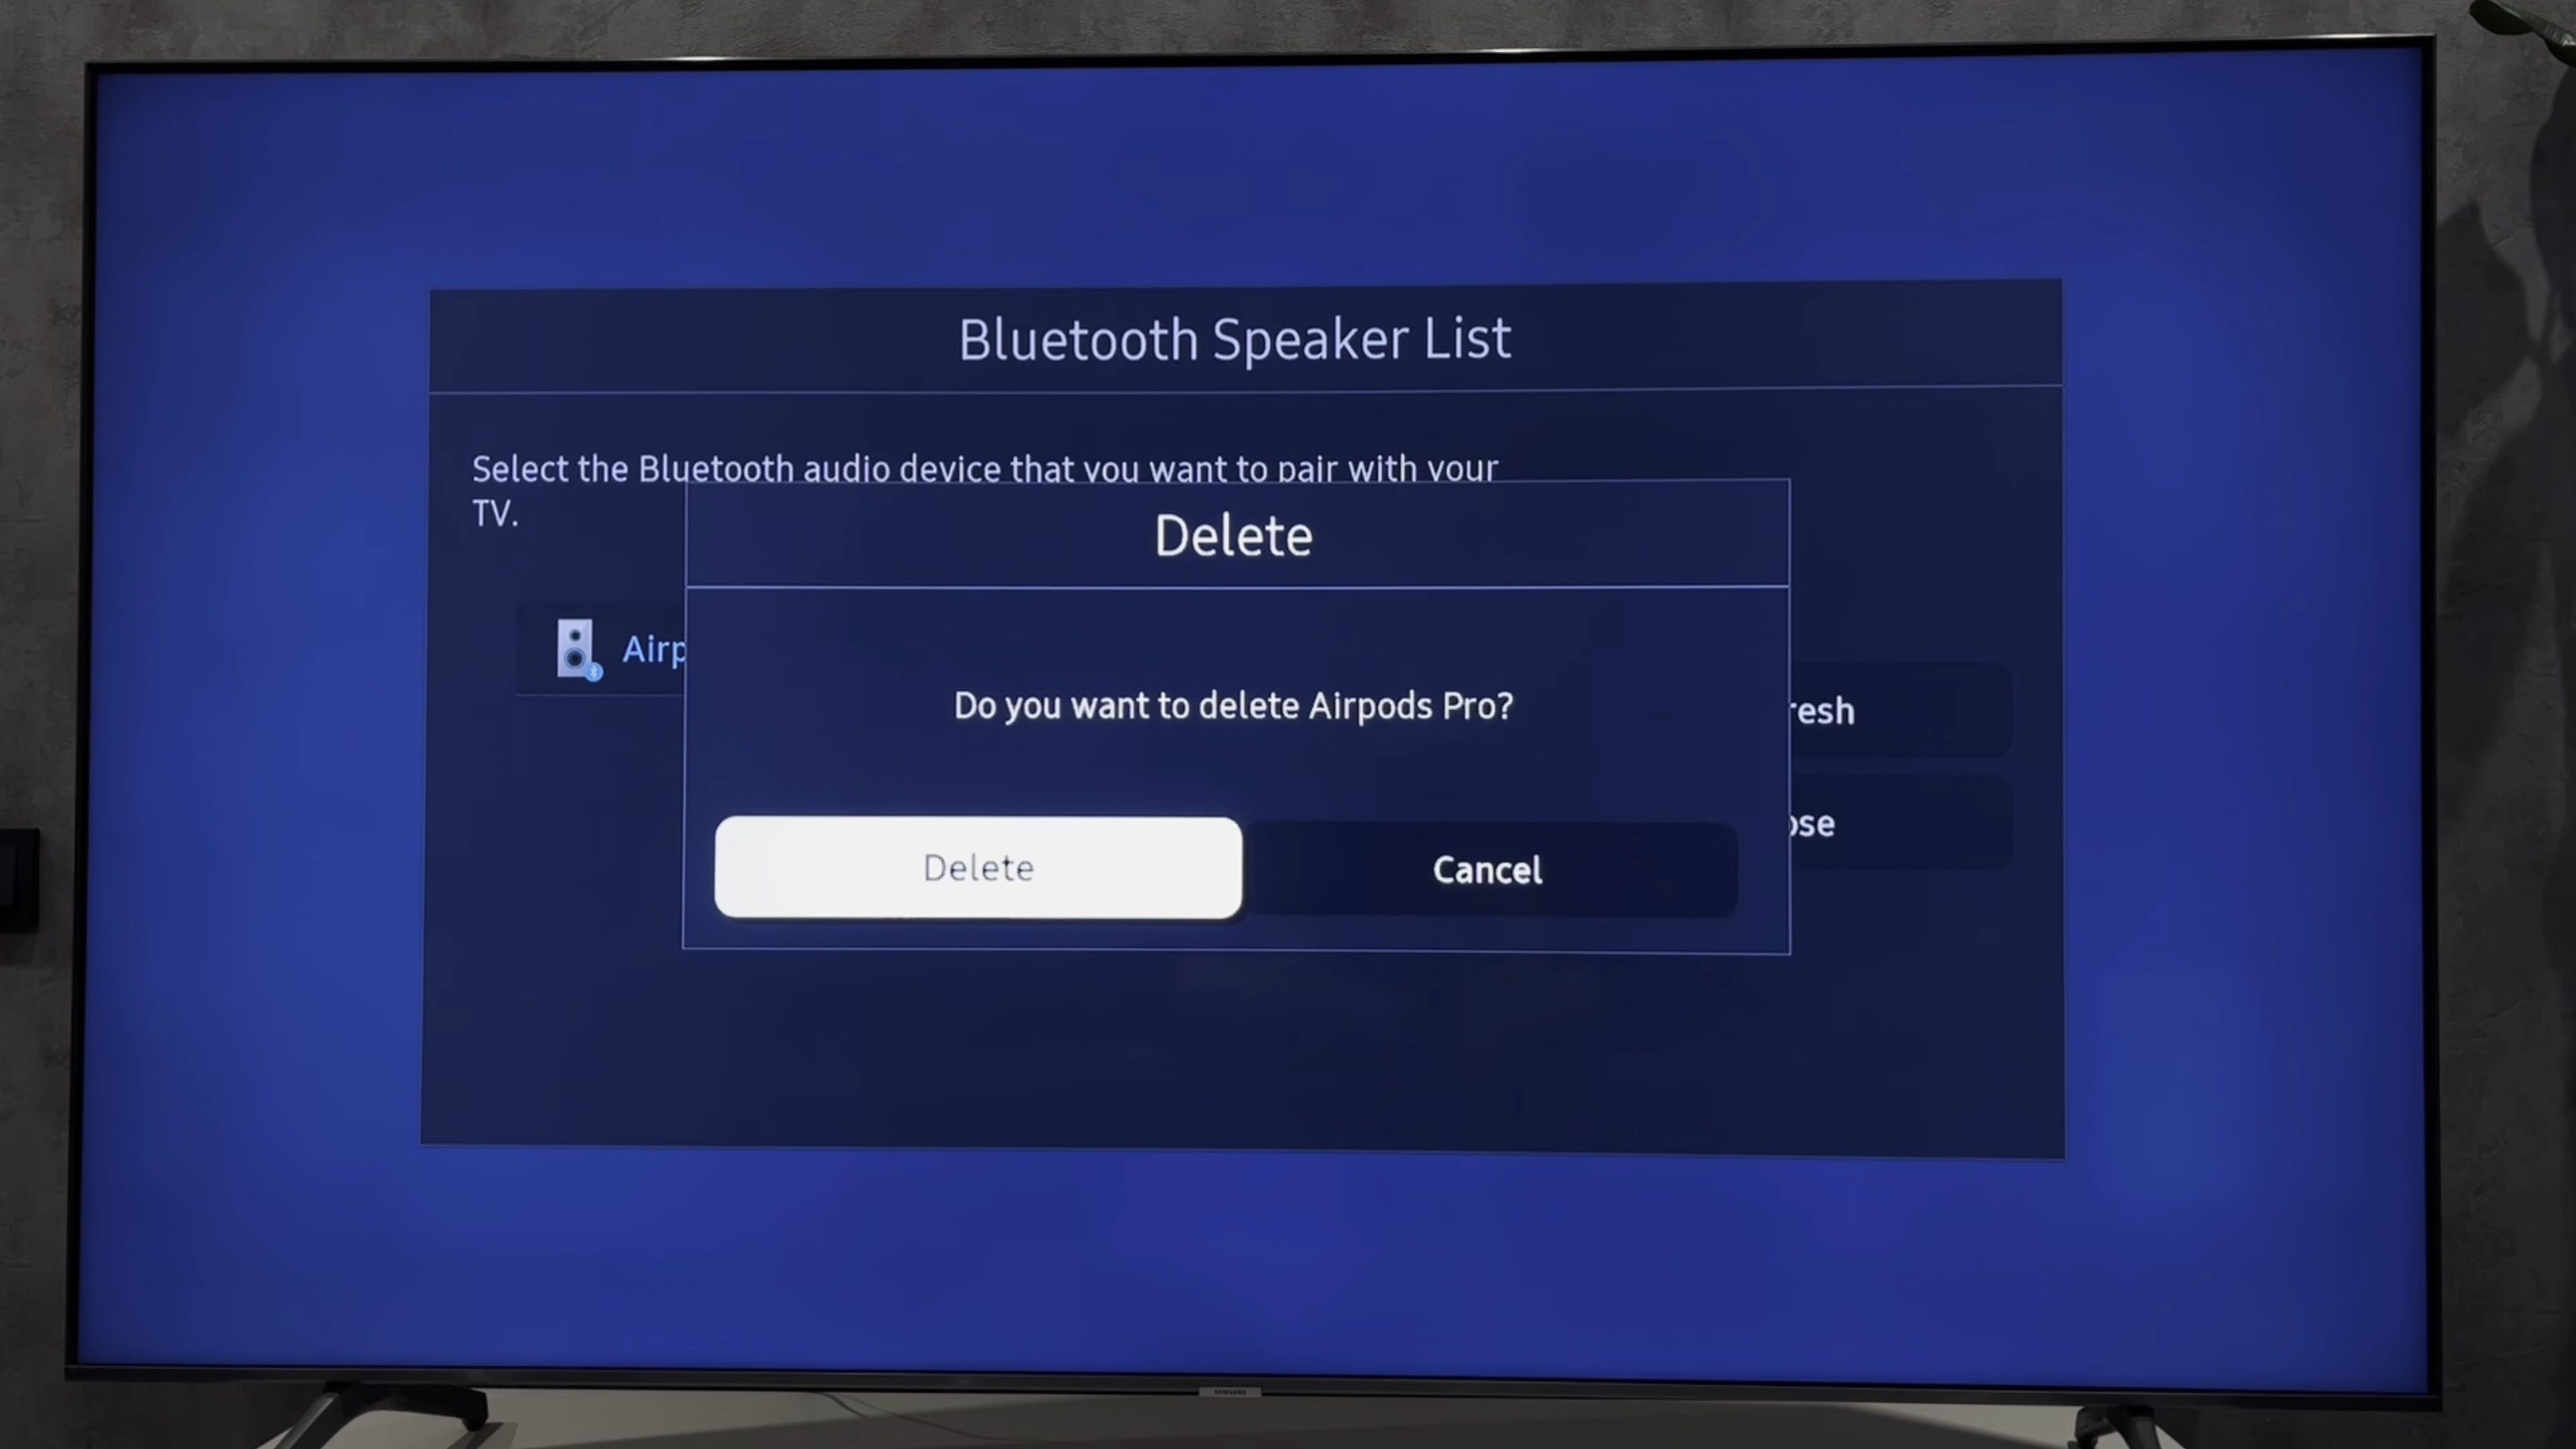 Bluetooth Speaker List
Select the Bluetooth audio device that you want to pair with your
TV.
Delete
Airp
Do you want to delete Airpods Pro?
resh
ose
Delete
Cancel
SAMSUNG